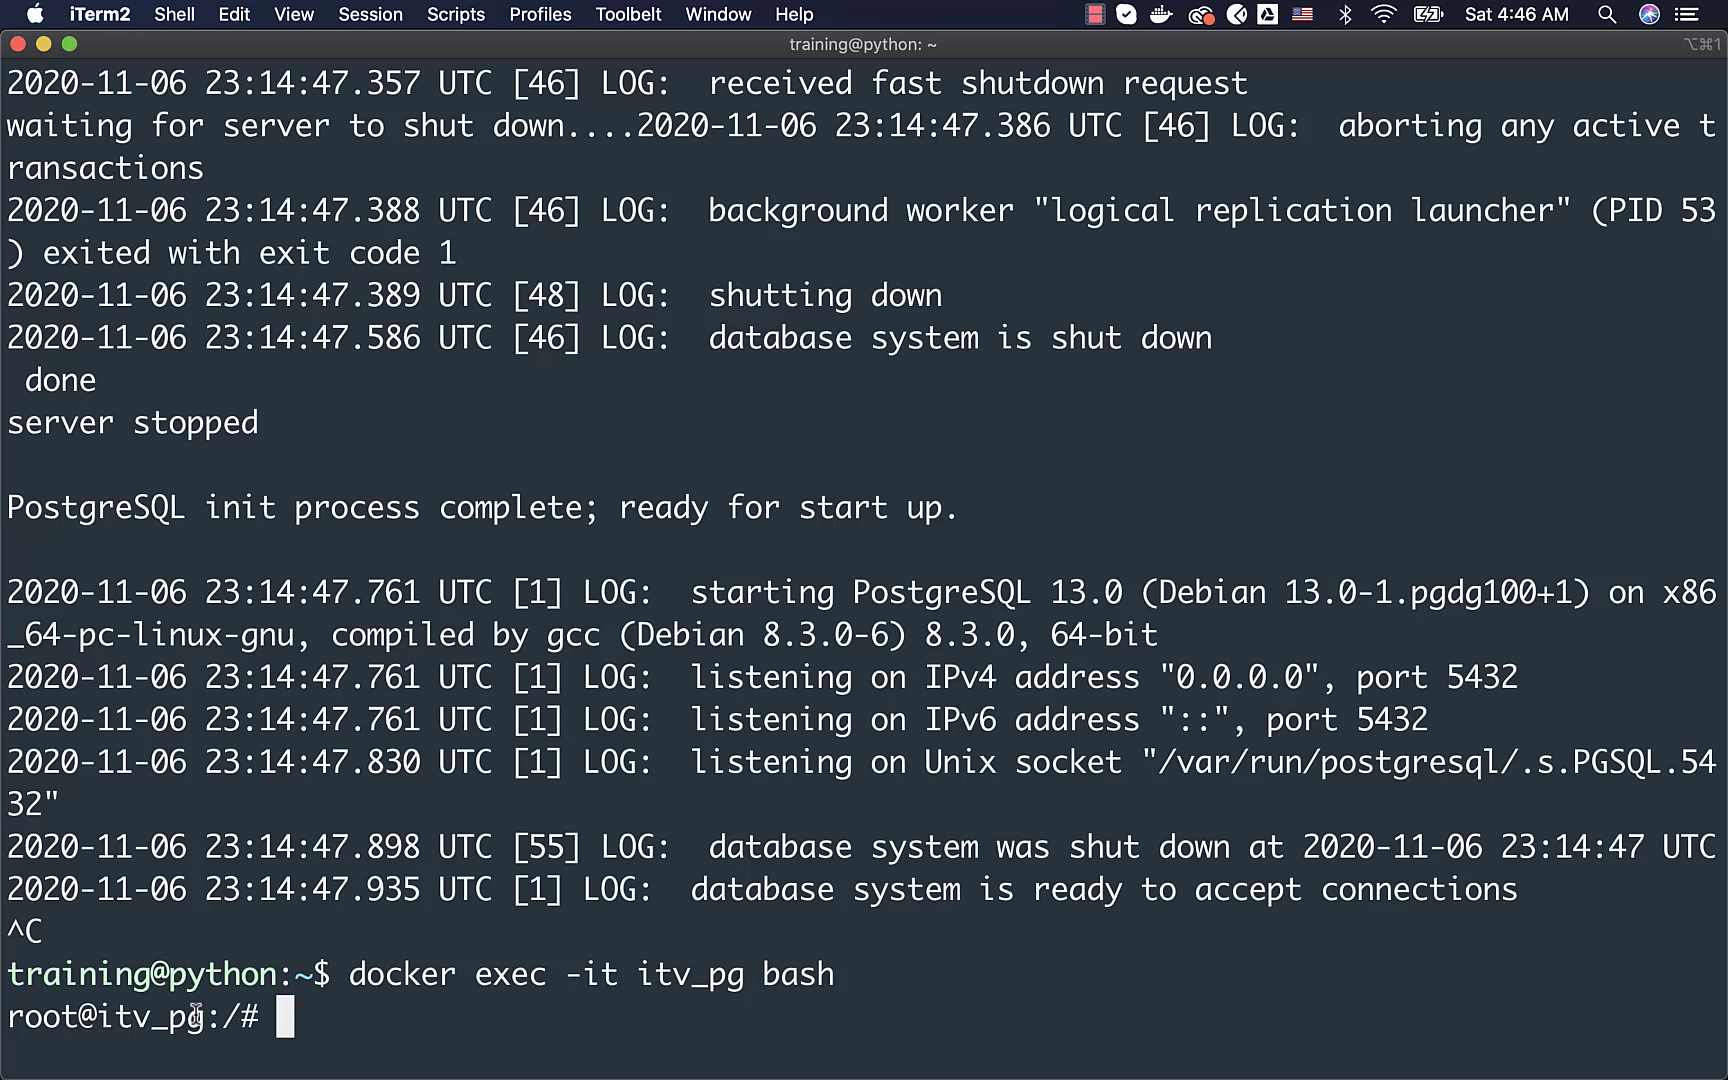 iTerm2 Shell Edit View Session Scripts Profiles Toolbelt Window Help Sat 4:46 AM
training@python: ~ ⌥⌘1
2020-11-06 23:14:47.357 UTC [46] LOG:  received fast shutdown request
waiting for server to shut down....2020-11-06 23:14:47.386 UTC [46] LOG:  aborting any active t
ransactions
2020-11-06 23:14:47.388 UTC [46] LOG:  background worker "logical replication launcher" (PID 53
) exited with exit code 1
2020-11-06 23:14:47.389 UTC [48] LOG:  shutting down
2020-11-06 23:14:47.586 UTC [46] LOG:  database system is shut down
 done
server stopped
PostgreSQL init process complete; ready for start up.
2020-11-06 23:14:47.761 UTC [1] LOG:  starting PostgreSQL 13.0 (Debian 13.0-1.pgdg100+1) on x86
_64-pc-linux-gnu, compiled by gcc (Debian 8.3.0-6) 8.3.0, 64-bit
2020-11-06 23:14:47.761 UTC [1] LOG:  listening on IPv4 address "0.0.0.0", port 5432
2020-11-06 23:14:47.761 UTC [1] LOG:  listening on IPv6 address "::", port 5432
2020-11-06 23:14:47.830 UTC [1] LOG:  listening on Unix socket "/var/run/postgresql/.s.PGSQL.54
32"
2020-11-06 23:14:47.898 UTC [55] LOG:  database system was shut down at 2020-11-06 23:14:47 UTC
2020-11-06 23:14:47.935 UTC [1] LOG:  database system is ready to accept connections
^C
training@python:~$ docker exec -it itv_pg bash
root@itv_pg:/#